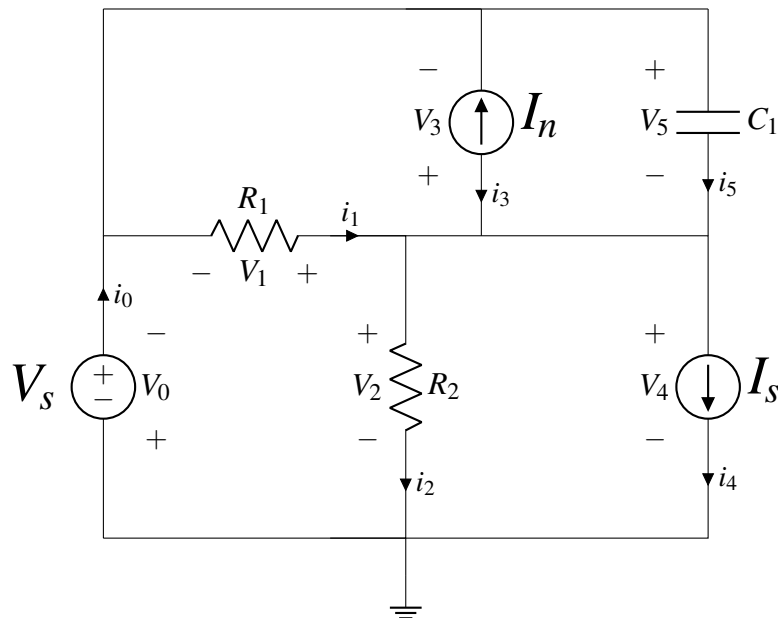 − +
V3 In V5 C1
+ −
i3 i5
R1
i1
− V1 +
i0
− + +
Vs + − V0 V2 R2 V4 Is
+ − −
i2 i4